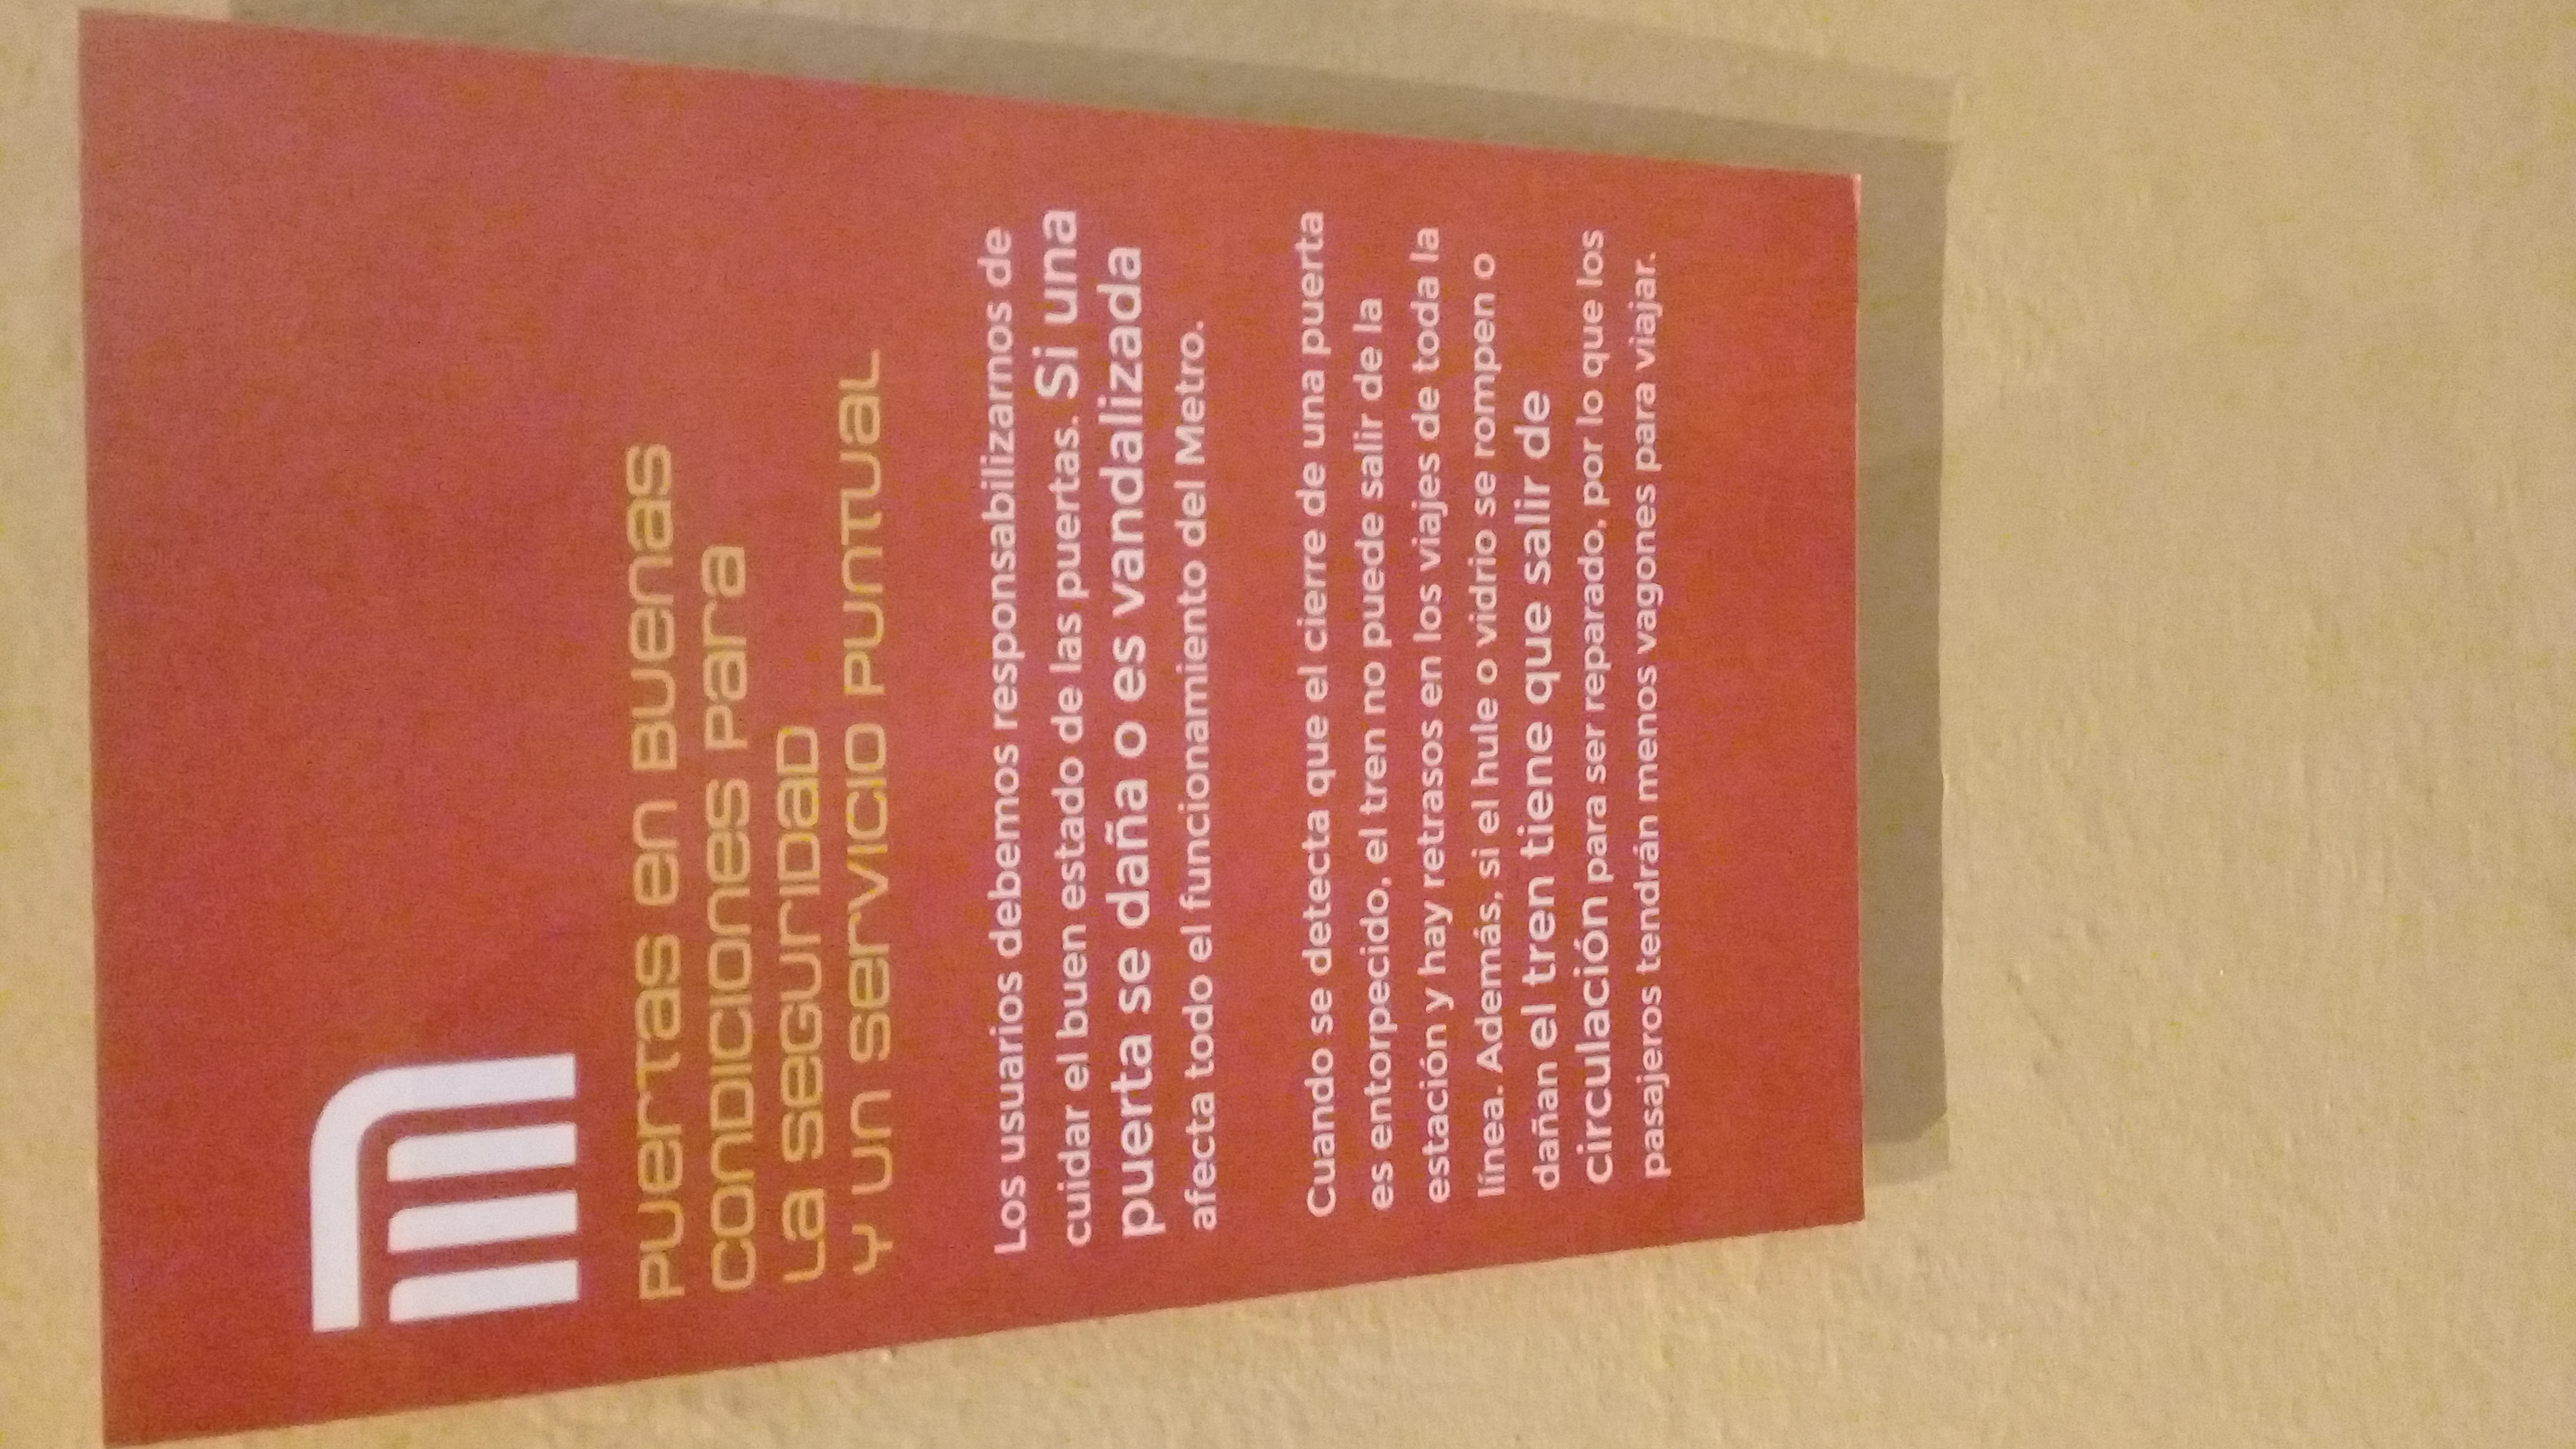 Puertas en buenas
condiciones para
la seguridad
y un servicio puntual
Los usuarios debemos responsabilizarnos de
cuidar el buen estado de las puertas. Si una
puerta se daña o es vandalizada
afecta todo el funcionamiento del Metro.
Cuando se detecta que el cierre de una puerta
es entorpecido, el tren no puede salir de la
estación y hay retrasos en los viajes de toda la
línea. Además, si el hule o vidrio se rompen o
dañan el tren tiene que salir de
circulación para ser reparado, por lo que los
pasajeros tendrán menos vagones para viajar.